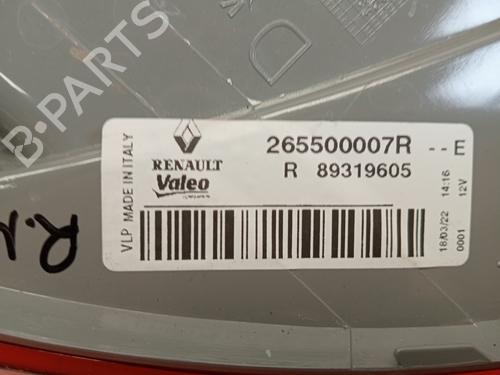 B-PARTS
D
265500007R -- E
RENAULT
R 89319605
Valeo
VLP MADE IN ITALY
18/03/22 14:16
0001 12V